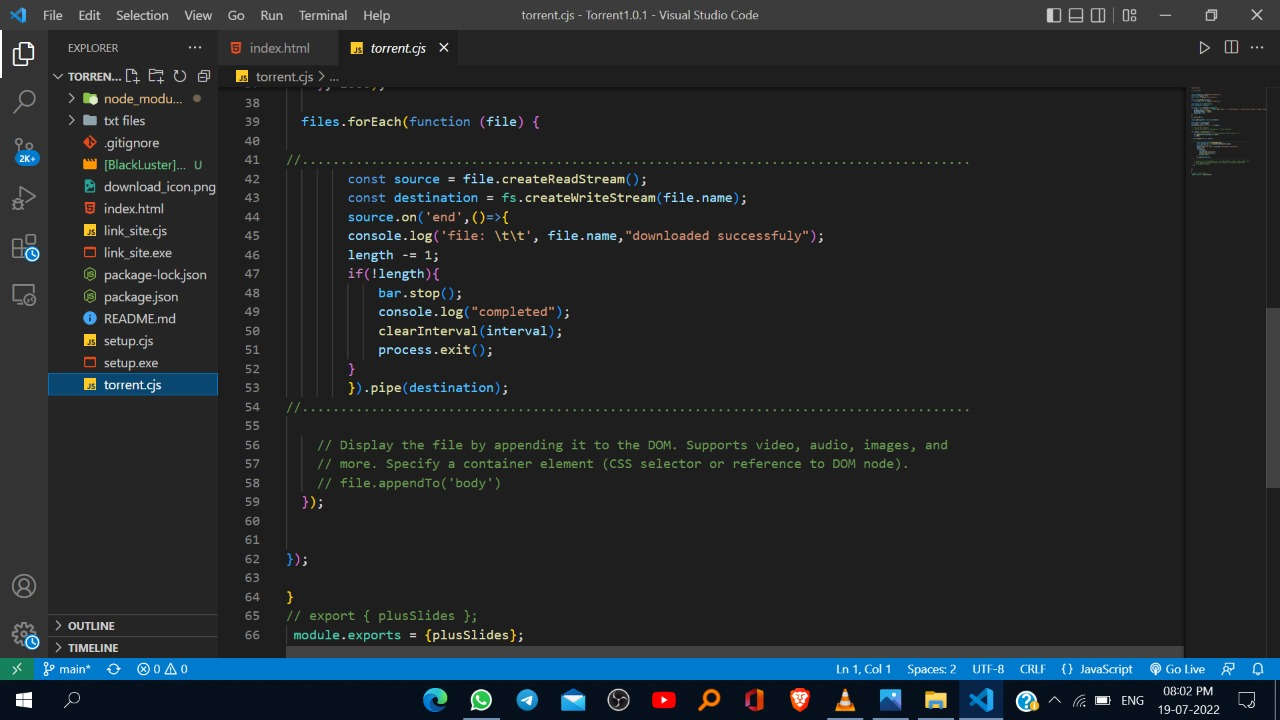 File Edit Selection View Go Run Terminal Help torrent.cjs - Torrent1.0.1 - Visual Studio Code
EXPLORER
index.html
torrent.cjs
TORREN...
torrent.cjs > ...
node_modu...
txt files
.gitignore
[BlackLuster]... U
download_icon.png
index.html
link_site.cjs
link_site.exe
package-lock.json
package.json
README.md
setup.cjs
setup.exe
torrent.cjs
2K+
OUTLINE
TIMELINE
38
39 files.forEach(function (file) {
40
41 //.......................................................................................
42 const source = file.createReadStream();
43 const destination = fs.createWriteStream(file.name);
44 source.on('end',()=>{
45 console.log('file: \t\t', file.name,"downloaded successfuly");
46 length -= 1;
47 if(!length){
48 bar.stop();
49 console.log("completed");
50 clearInterval(interval);
51 process.exit();
52 }
53 }).pipe(destination);
54 //.......................................................................................
55
56 // Display the file by appending it to the DOM. Supports video, audio, images, and
57 // more. Specify a container element (CSS selector or reference to DOM node).
58 // file.appendTo('body')
59 });
60
61
62 });
63
64 }
65 // export { plusSlides };
66 module.exports = {plusSlides};
main* 0 0 Ln 1, Col 1 Spaces: 2 UTF-8 CRLF {} JavaScript Go Live
ENG
08:02 PM
19-07-2022